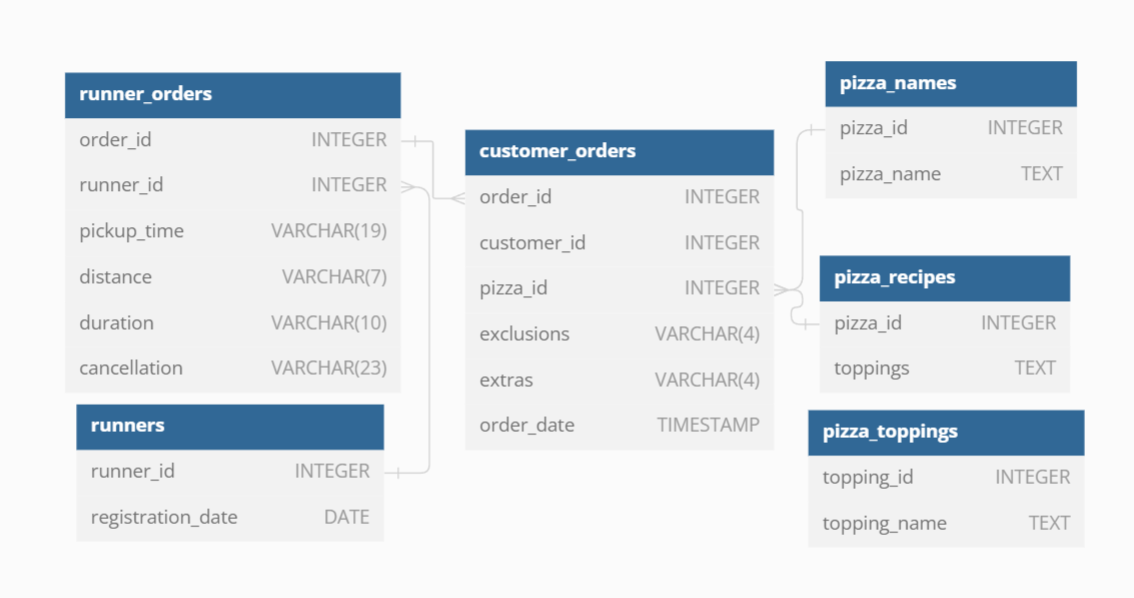 runner_orders
order_id INTEGER
runner_id INTEGER
pickup_time VARCHAR(19)
distance VARCHAR(7)
duration VARCHAR(10)
cancellation VARCHAR(23)
runners
runner_id INTEGER
registration_date DATE
customer_orders
order_id INTEGER
customer_id INTEGER
pizza_id INTEGER
exclusions VARCHAR(4)
extras VARCHAR(4)
order_date TIMESTAMP
pizza_names
pizza_id INTEGER
pizza_name TEXT
pizza_recipes
pizza_id INTEGER
toppings TEXT
pizza_toppings
topping_id INTEGER
topping_name TEXT